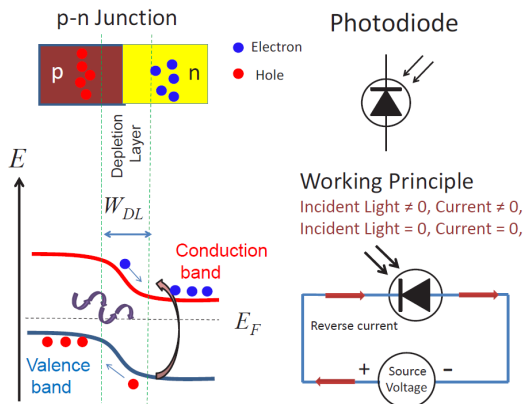 p-n Junction
p
n
Electron
Hole
Depletion
Layer
E
W_DL
Conduction
band
E_F
Valence
band
Photodiode
Working Principle
Incident Light ≠ 0, Current ≠ 0,
Incident Light = 0, Current = 0,
Reverse current
+
Source
Voltage
-